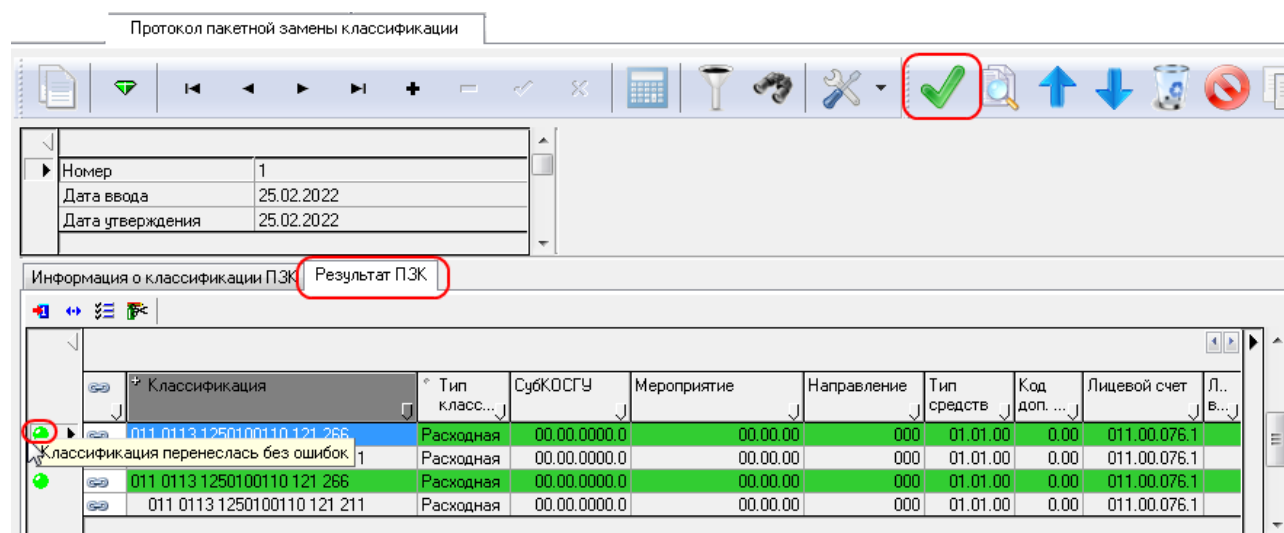 Протокол пакетной замены классификации
Номер 1
Дата ввода 25.02.2022
Дата утверждения 25.02.2022
Информация о классификации ПЗК Результат ПЗК
Классификация Тип класс... СубКОСГУ Мероприятие Направление Тип средств Код доп. ... Лицевой счет Л.. в...
011 0113 1250100110 121 266 Расходная 00.00.0000.0 00.00.00 000 01.01.00 0.00 011.00.076.1
Классификация перенеслась без ошибок 1 Расходная 00.00.0000.0 00.00.00 000 01.01.00 0.00 011.00.076.1
011 0113 1250100110 121 266 Расходная 00.00.0000.0 00.00.00 000 01.01.00 0.00 011.00.076.1
011 0113 1250100110 121 211 Расходная 00.00.0000.0 00.00.00 000 01.01.00 0.00 011.00.076.1